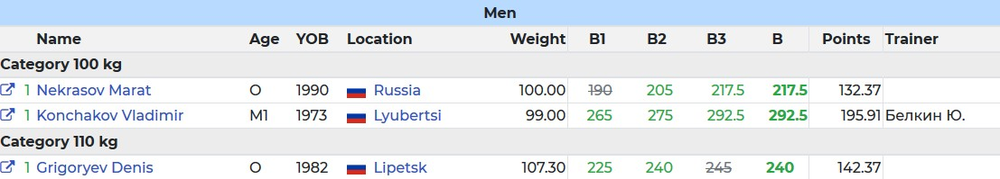 Men
Name Age YOB Location Weight B1 B2 B3 B Points Trainer
Category 100 kg
1 Nekrasov Marat O 1990 Russia 100.00 190 205 217.5 217.5 132.37
1 Konchakov Vladimir M1 1973 Lyubertsi 99.00 265 275 292.5 292.5 195.91 Белкин Ю.
Category 110 kg
1 Grigoryev Denis O 1982 Lipetsk 107.30 225 240 245 240 142.37